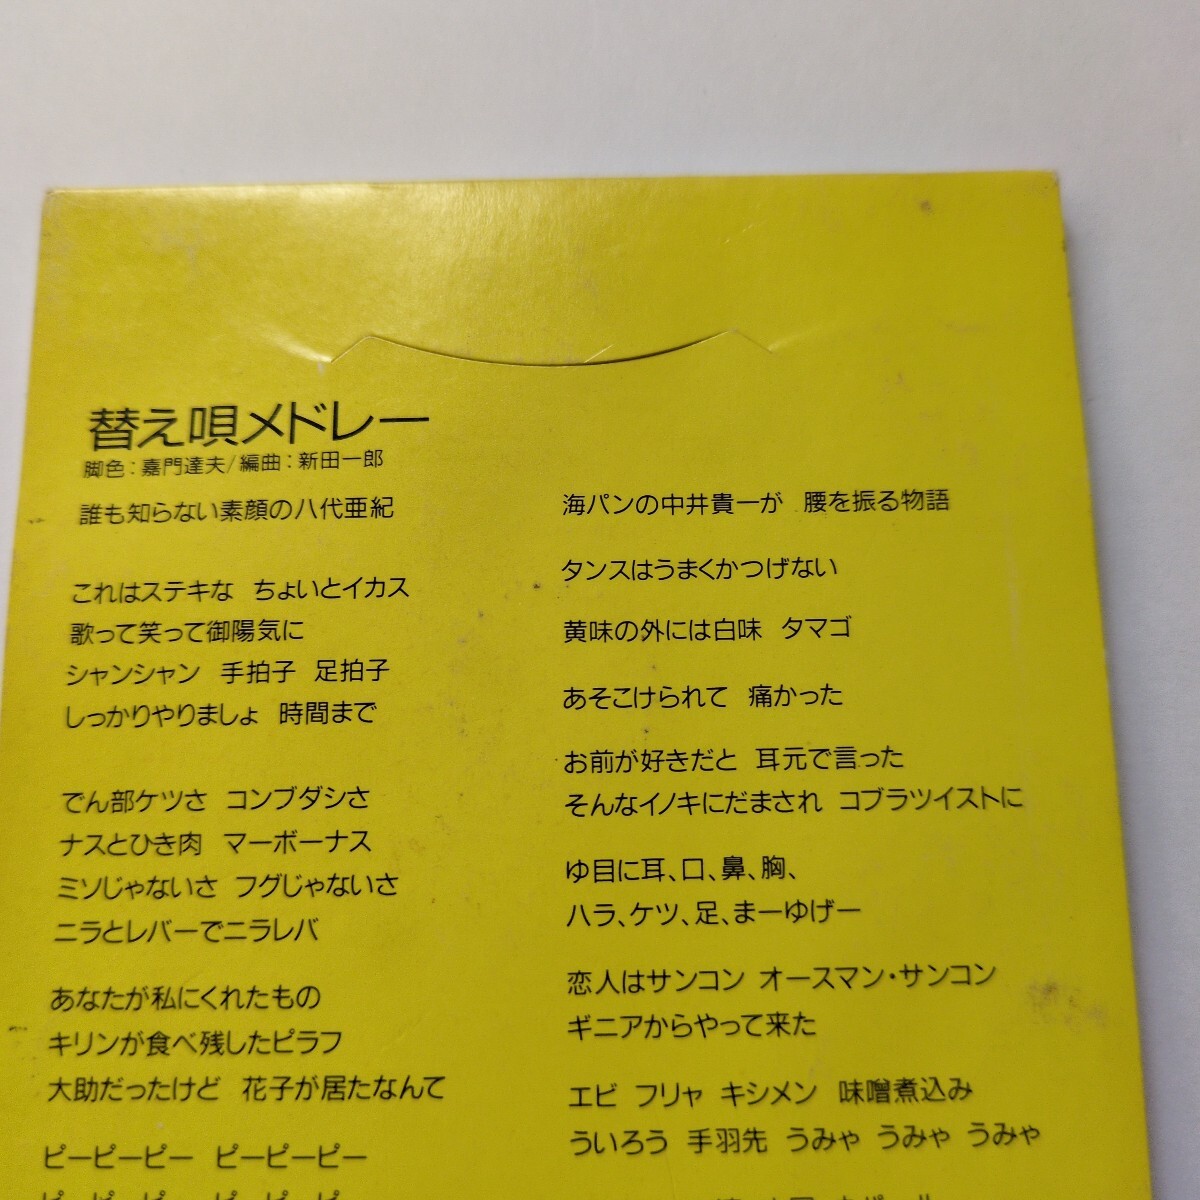 替え唄メドレー
脚色：嘉門達夫/編曲：新田一郎
誰も知らない素顔の八代亜紀
これはステキな ちょいとイカス
歌って笑って御陽気に
シャンシャン 手拍子 足拍子
しっかりやりましょ 時間まで
でん部ケツさ コンブダシさ
ナスとひき肉 マーボーナス
ミソじゃないさ フグじゃないさ
ニラとレバーでニラレバ
あなたが私にくれたもの
キリンが食べ残したピラフ
大助だったけど 花子が居たなんて
ピーピーピー ピーピーピー
海パンの中井貴一が 腰を振る物語
タンスはうまくかつげない
黄味の外には白味 タマゴ
あそこけられて 痛かった
お前が好きだと 耳元で言った
そんなイノキにだまされ コブラツイストに
ゆ目に耳、口、鼻、胸、
ハラ、ケツ、足、まーゆげー
恋人はサンコン オースマン・サンコン
ギニアからやって来た
エビ フリャ キシメン 味噌煮込み
ういろう 手羽先 うみゃ うみゃ うみゃ